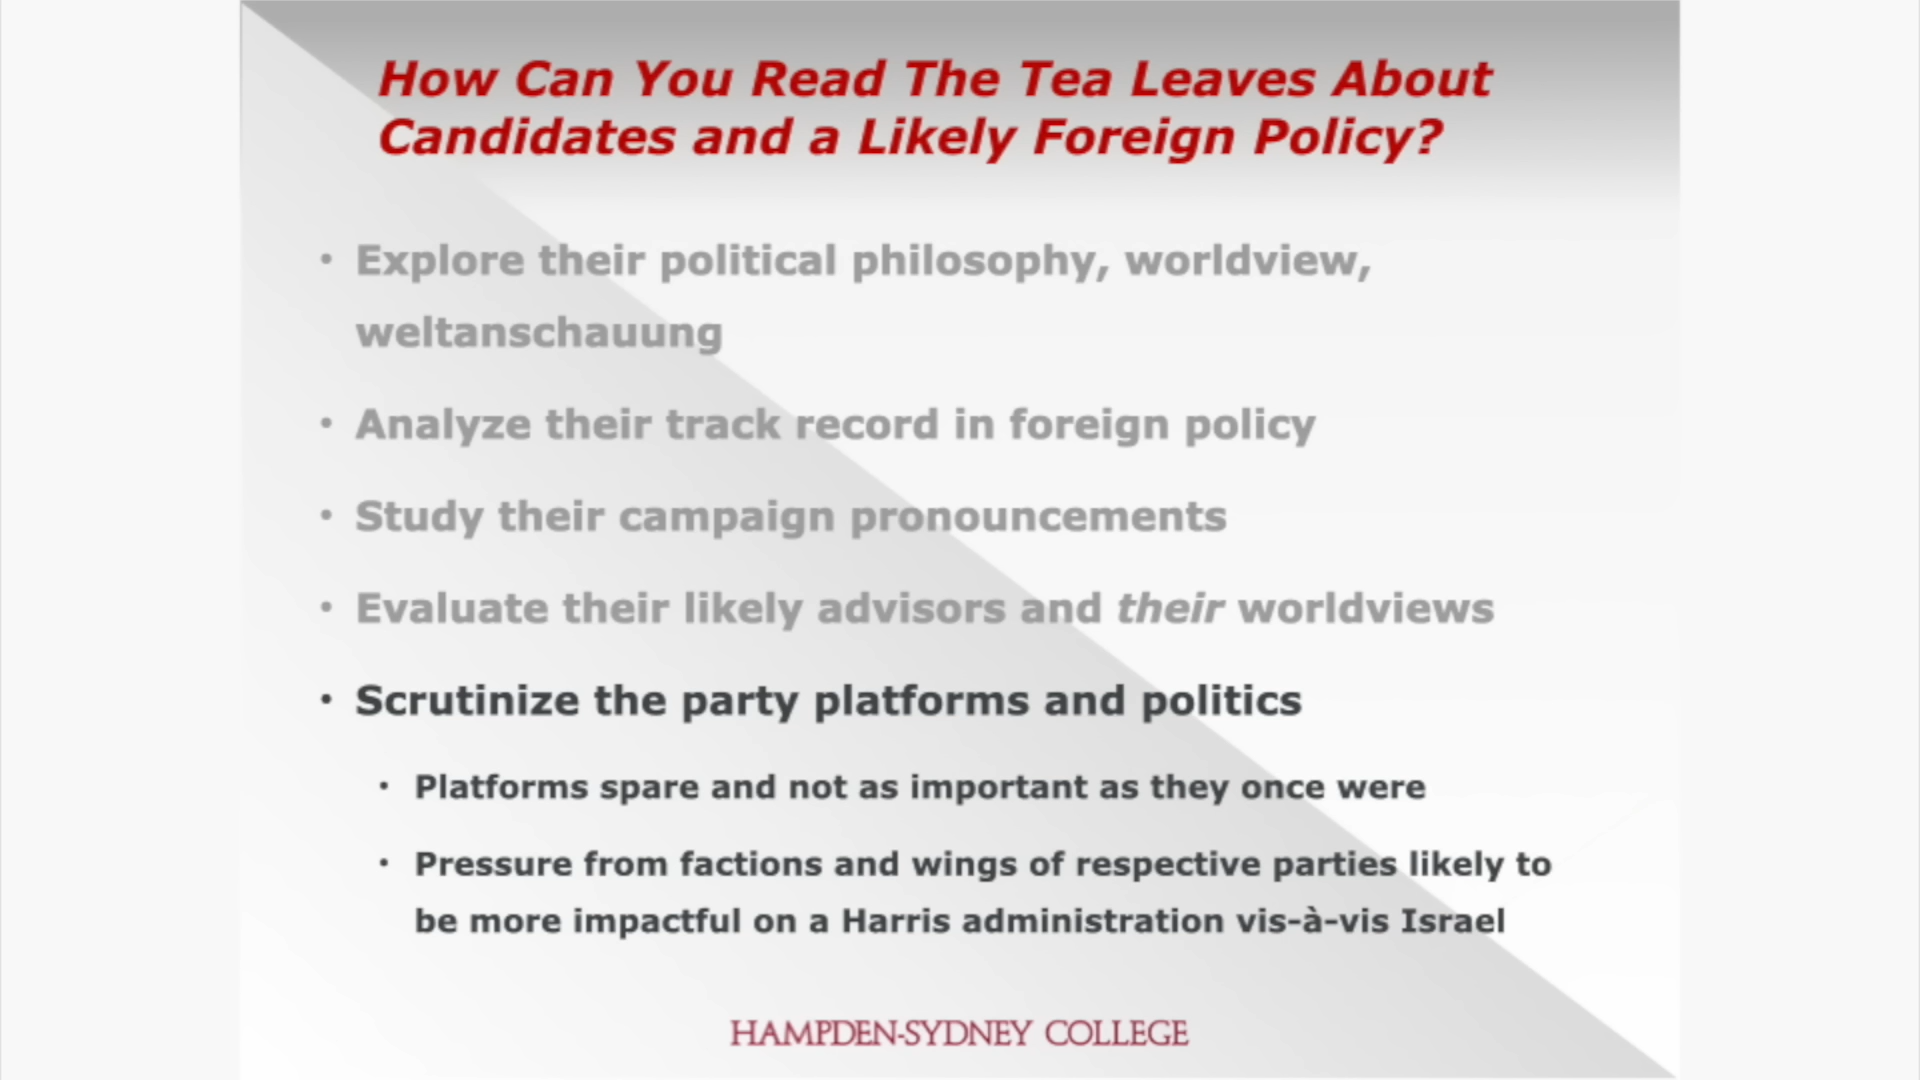 How Can You Read The Tea Leaves About
Candidates and a Likely Foreign Policy?
• Explore their political philosophy, worldview,
weltanschauung
• Analyze their track record in foreign policy
• Study their campaign pronouncements
• Evaluate their likely advisors and their worldviews
• Scrutinize the party platforms and politics
• Platforms spare and not as important as they once were
• Pressure from factions and wings of respective parties likely to
be more impactful on a Harris administration vis-à-vis Israel
HAMPDEN-SYDNEY COLLEGE